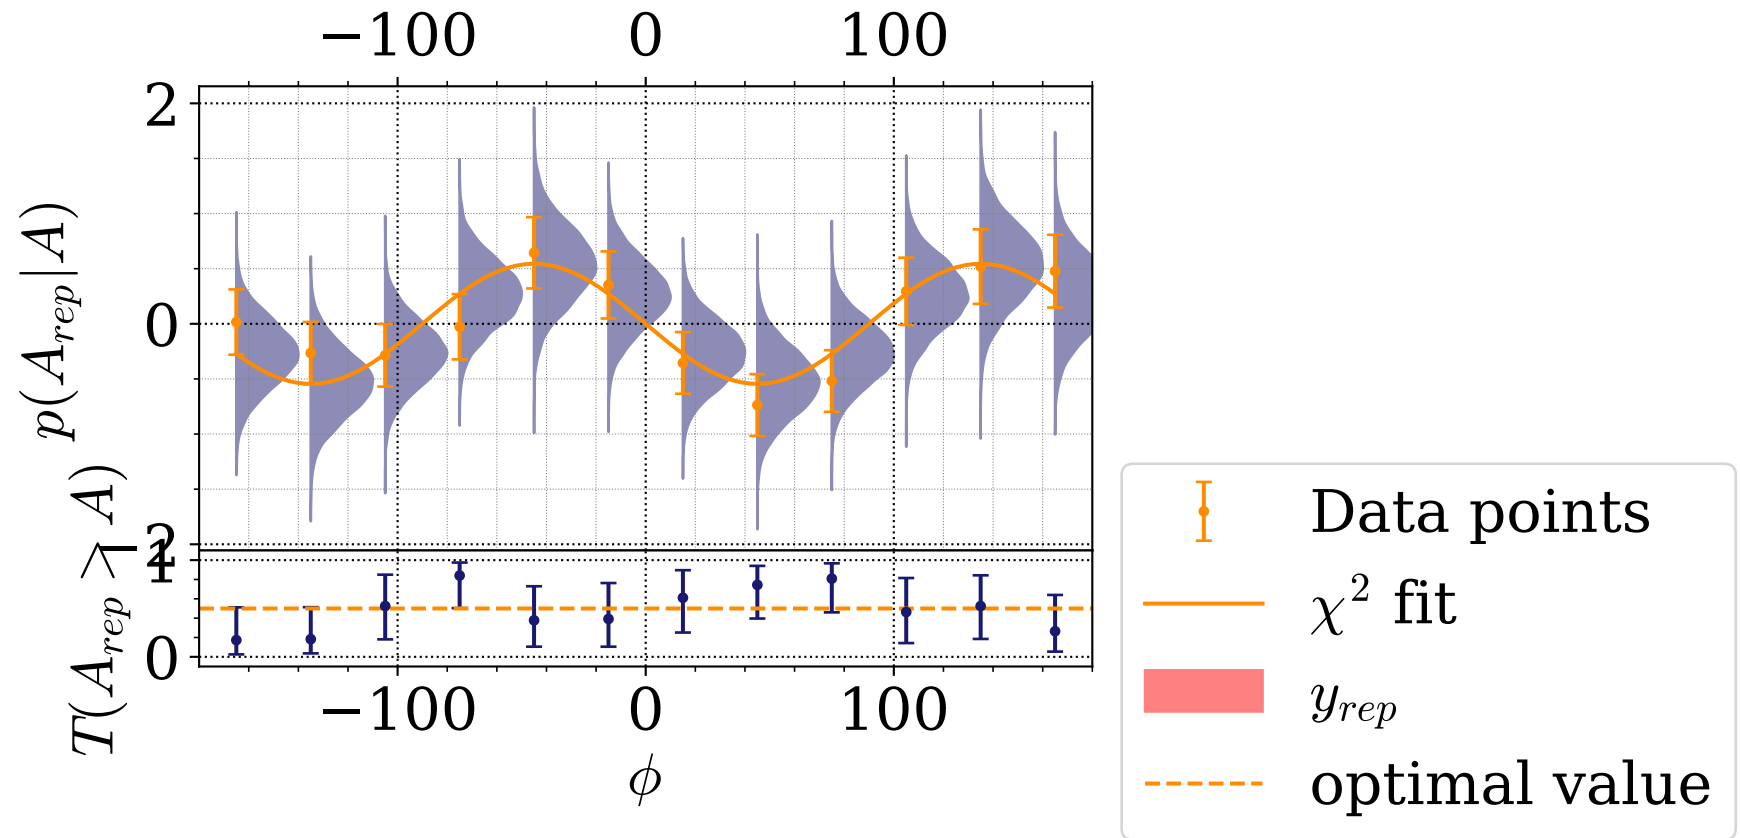 −100 0 100
p(A_rep|A)
2
0
−2
T(A_rep > A)
1
0
−100 0 100
ϕ
Data points
χ² fit
y_rep
optimal value